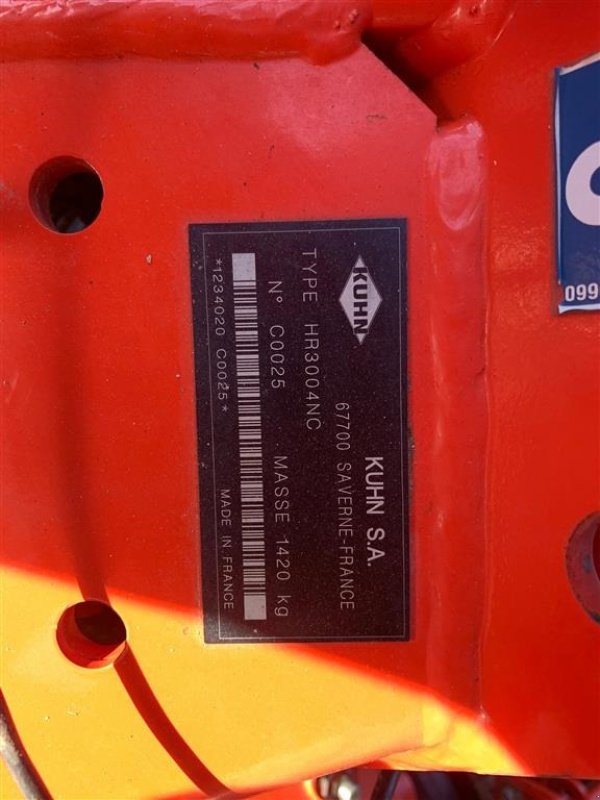 KUHN
KUHN S.A.
67700 SAVERNE-FRANCE
TYPE HR3004NC
N° C0025 MASSE 1420 kg
*1234020 C0025*
MADE IN FRANCE
099